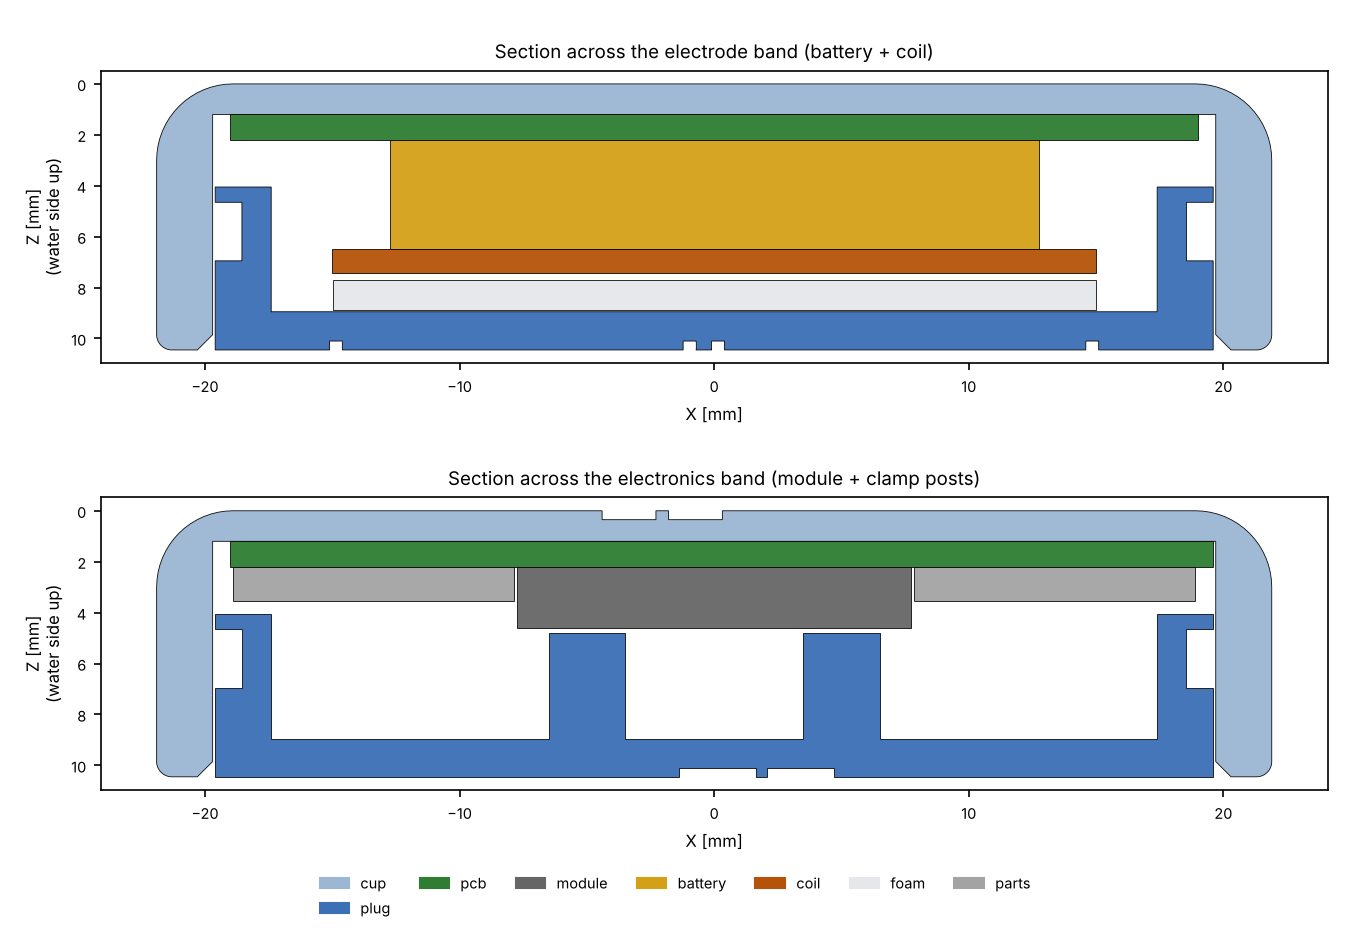 Section across the electrode band (battery + coil)
0
2
4
6
8
10
Z [mm]
(water side up)
−20
−10
0
10
20
X [mm]
Section across the electronics band (module + clamp posts)
0
2
4
6
8
10
Z [mm]
(water side up)
−20
−10
0
10
20
X [mm]
cup pcb module battery coil foam parts
plug